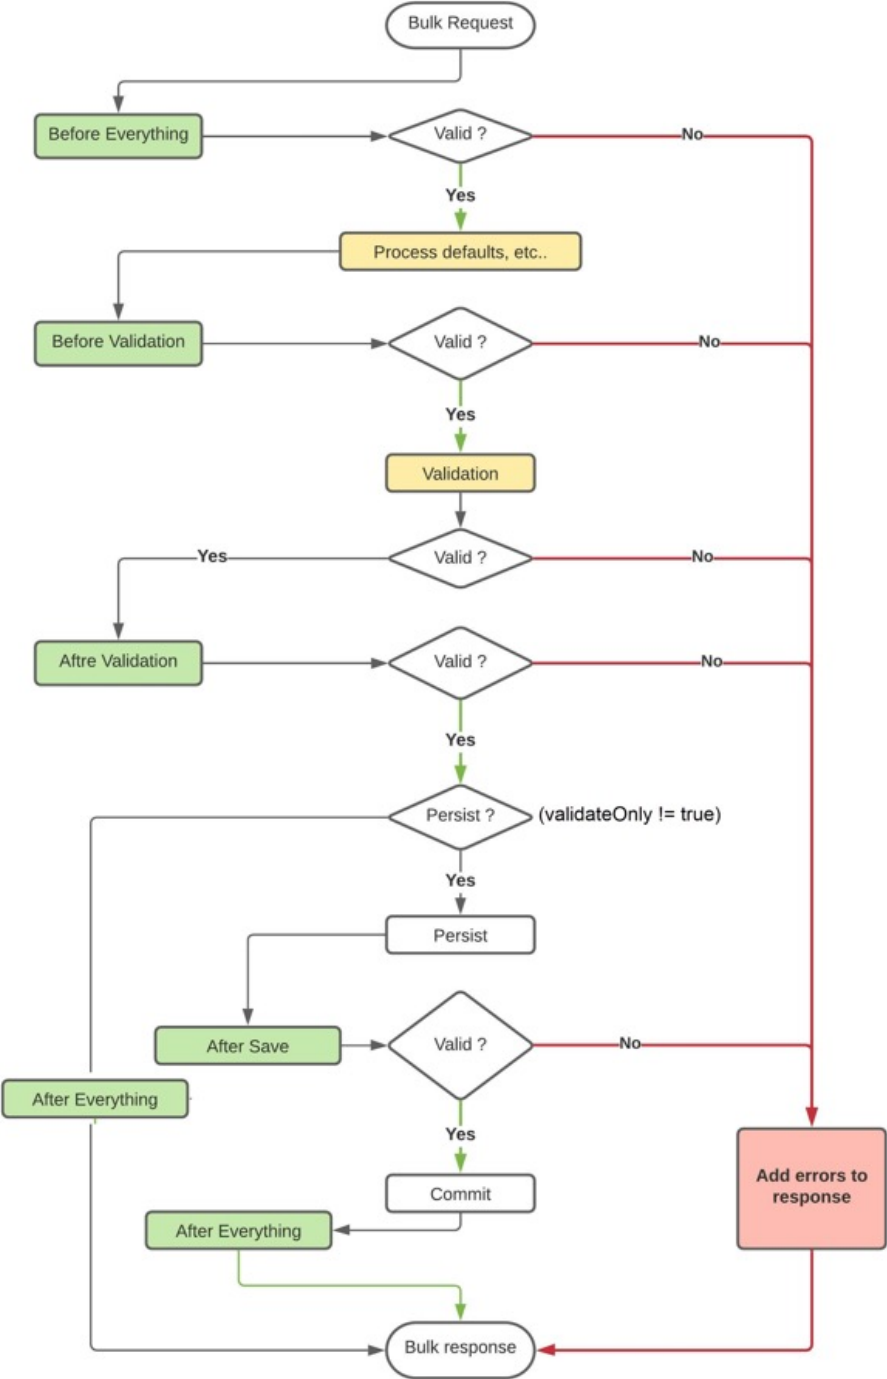 Bulk Request
Before Everything
Valid ?
No
Yes
Process defaults, etc..
Before Validation
Valid ?
No
Yes
Validation
Yes
Valid ?
No
Aftre Validation
Valid ?
No
Yes
Persist ?
(validateOnly != true)
Yes
Persist
After Save
Valid ?
No
After Everything
Yes
Add errors to
response
Commit
After Everything
Bulk response